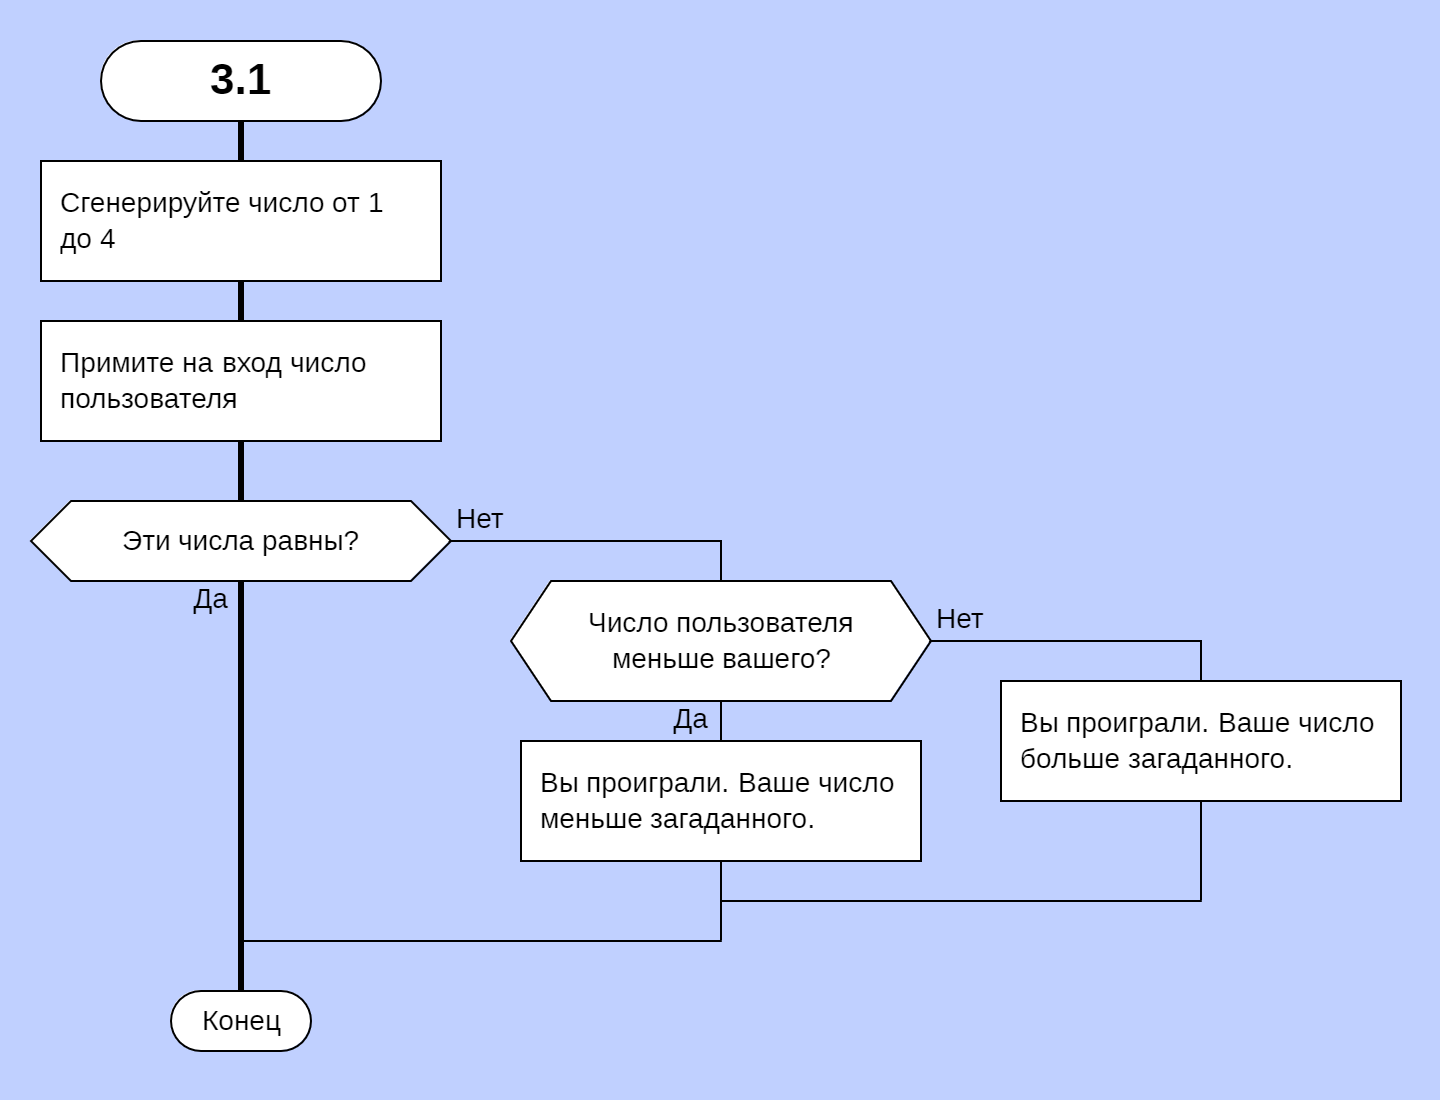 3.1
Сгенерируйте число от 1
до 4
Примите на вход число
пользователя
Эти числа равны?
Нет
Да
Число пользователя
меньше вашего?
Нет
Да
Вы проиграли. Ваше число
больше загаданного.
Вы проиграли. Ваше число
меньше загаданного.
Конец